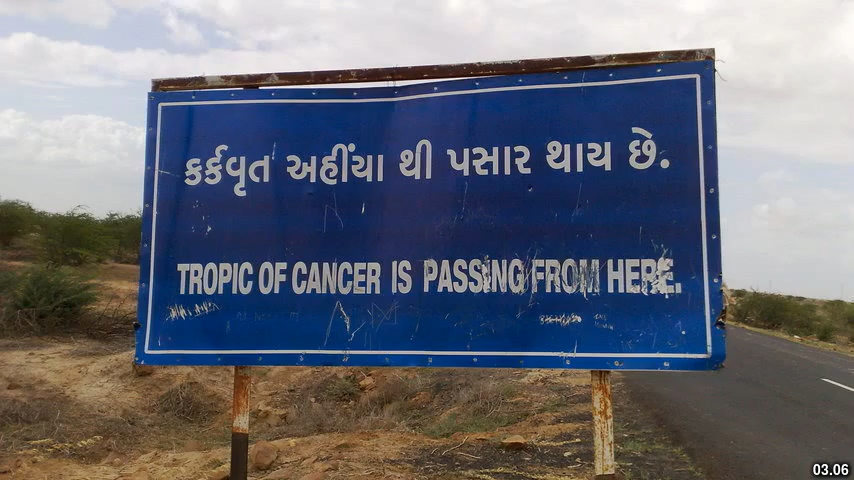 કર્કવૃત અહીંયા થી પસાર થાય છે.
TROPIC OF CANCER IS PASSING FROM HERE.
03.06